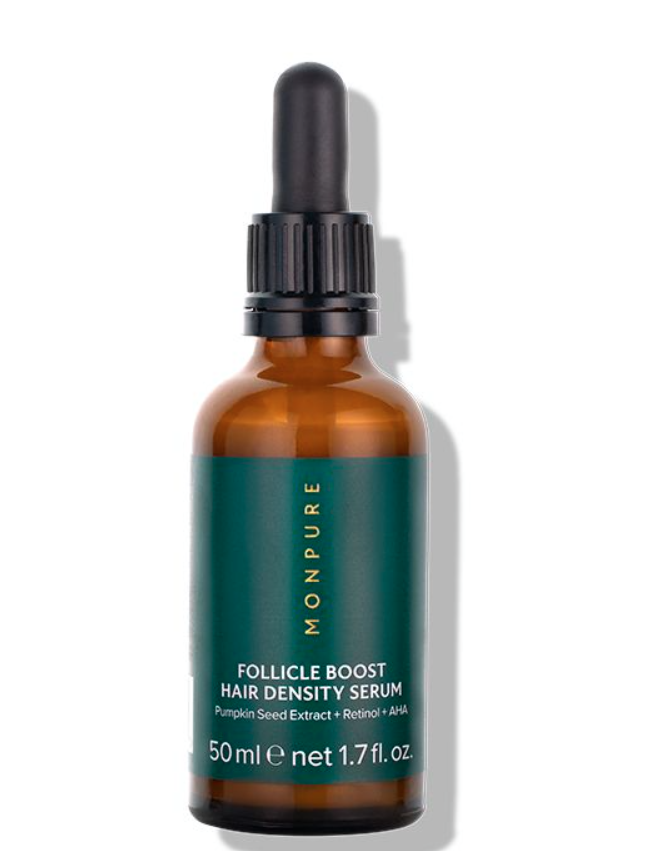 MONPURE
FOLLICLE BOOST
HAIR DENSITY SERUM
Pumpkin Seed Extract + Retinol + AHA
50 ml ℮ net 1.7 fl. oz.